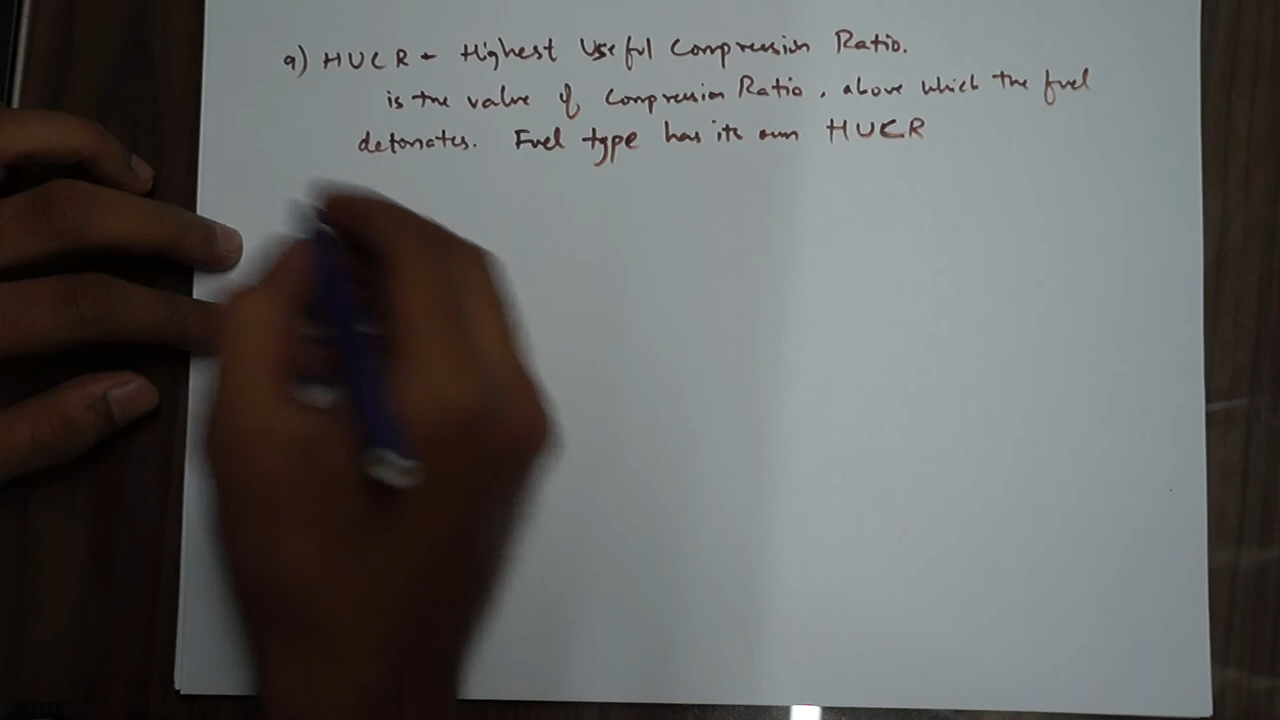 a) HUCR - Highest Useful Compression Ratio.
is the value of Compression Ratio, above which the fuel
detonates. Fuel type has its own HUCR